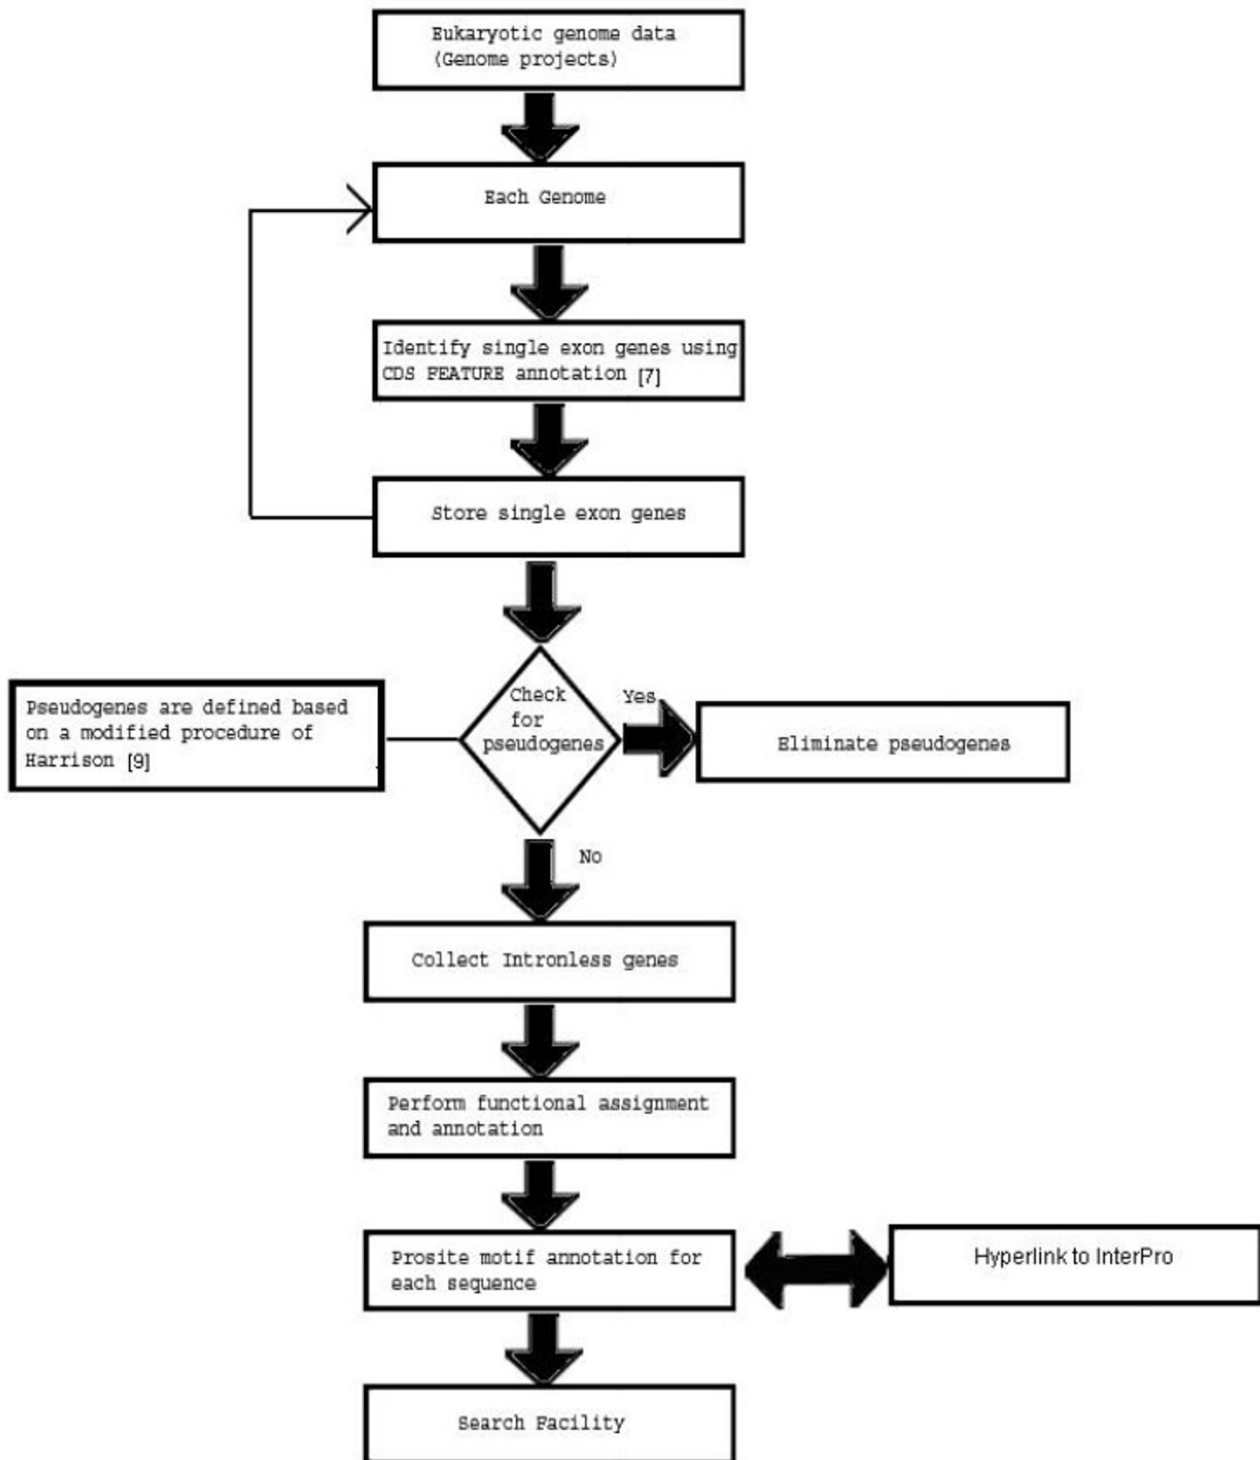 Eukaryotic genome data
(Genome projects)
Each Genome
Identify single exon genes using
CDS FEATURE annotation [7]
Store single exon genes
Pseudogenes are defined based
on a modified procedure of
Harrison [9]
Check
for
pseudogenes
Yes
Eliminate pseudogenes
No
Collect Intronless genes
Perform functional assignment
and annotation
Prosite motif annotation for
each sequence
Hyperlink to InterPro
Search Facility